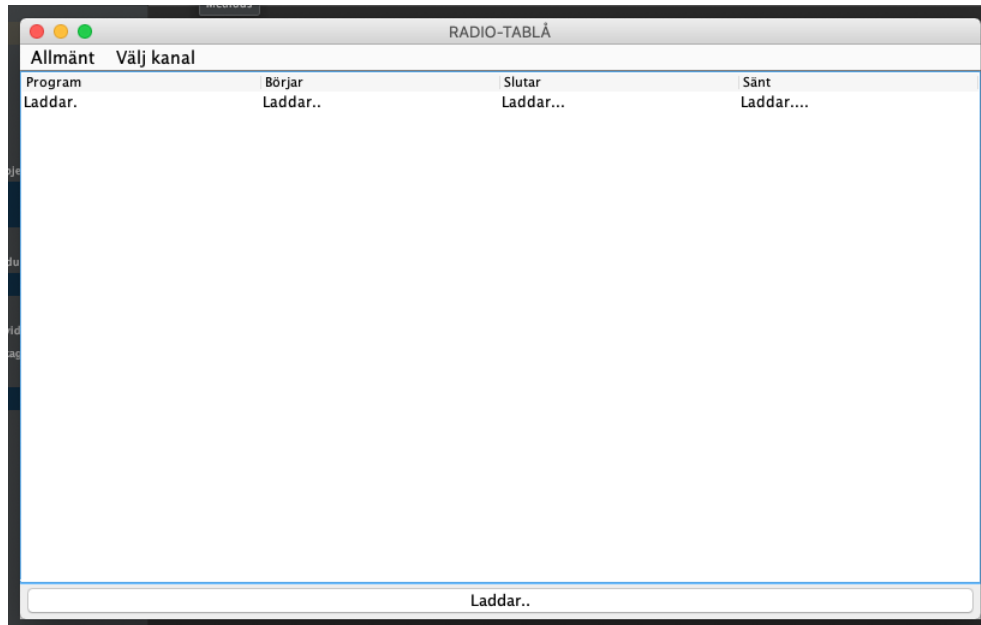 RADIO-TABLÅ
Allmänt Välj kanal
Program Börjar Slutar Sänt
Laddar. Laddar.. Laddar... Laddar....
Laddar..